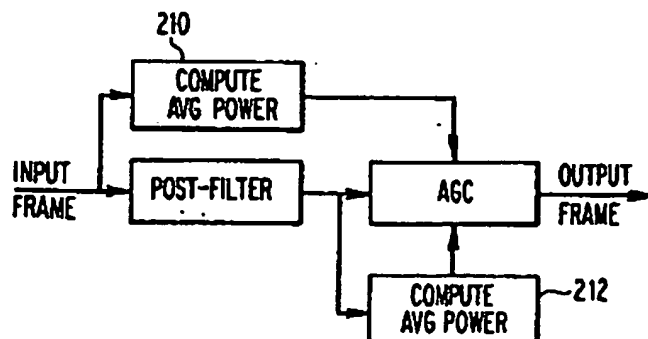 210
COMPUTE
AVG POWER
INPUT
FRAME
POST-FILTER
AGC
OUTPUT
FRAME
COMPUTE
AVG POWER
212